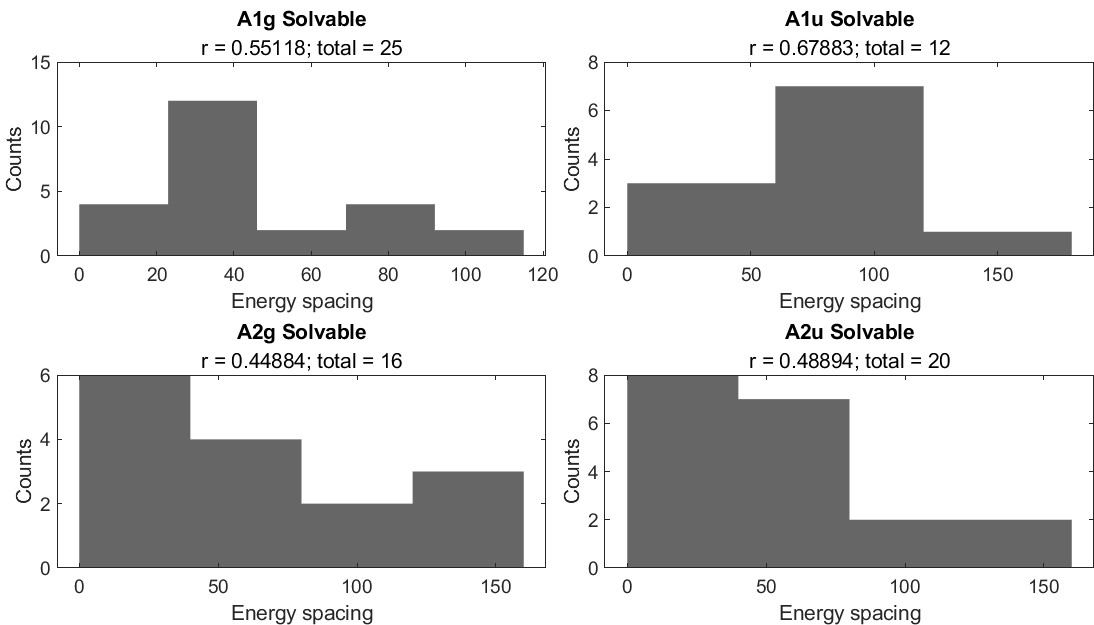 A1g Solvable
r = 0.55118; total = 25
15
10
5
0
Counts
0 20 40 60 80 100 120
Energy spacing
A1u Solvable
r = 0.67883; total = 12
8
6
4
2
0
Counts
0 50 100 150
Energy spacing
A2g Solvable
r = 0.44884; total = 16
6
4
2
0
Counts
0 50 100 150
Energy spacing
A2u Solvable
r = 0.48894; total = 20
8
6
4
2
0
Counts
0 50 100 150
Energy spacing